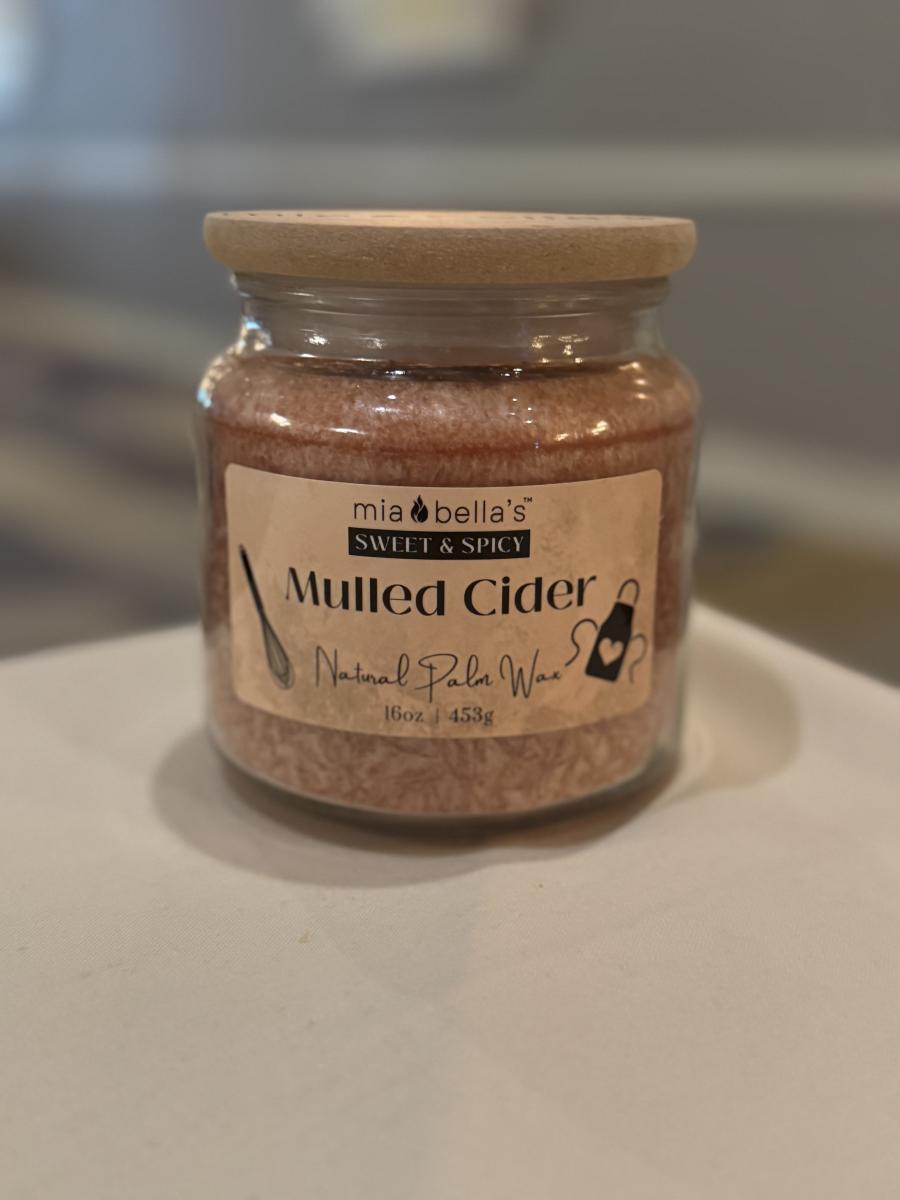 mia bella's™
SWEET & SPICY
Mulled Cider
Natural Palm Wax
16oz | 453g